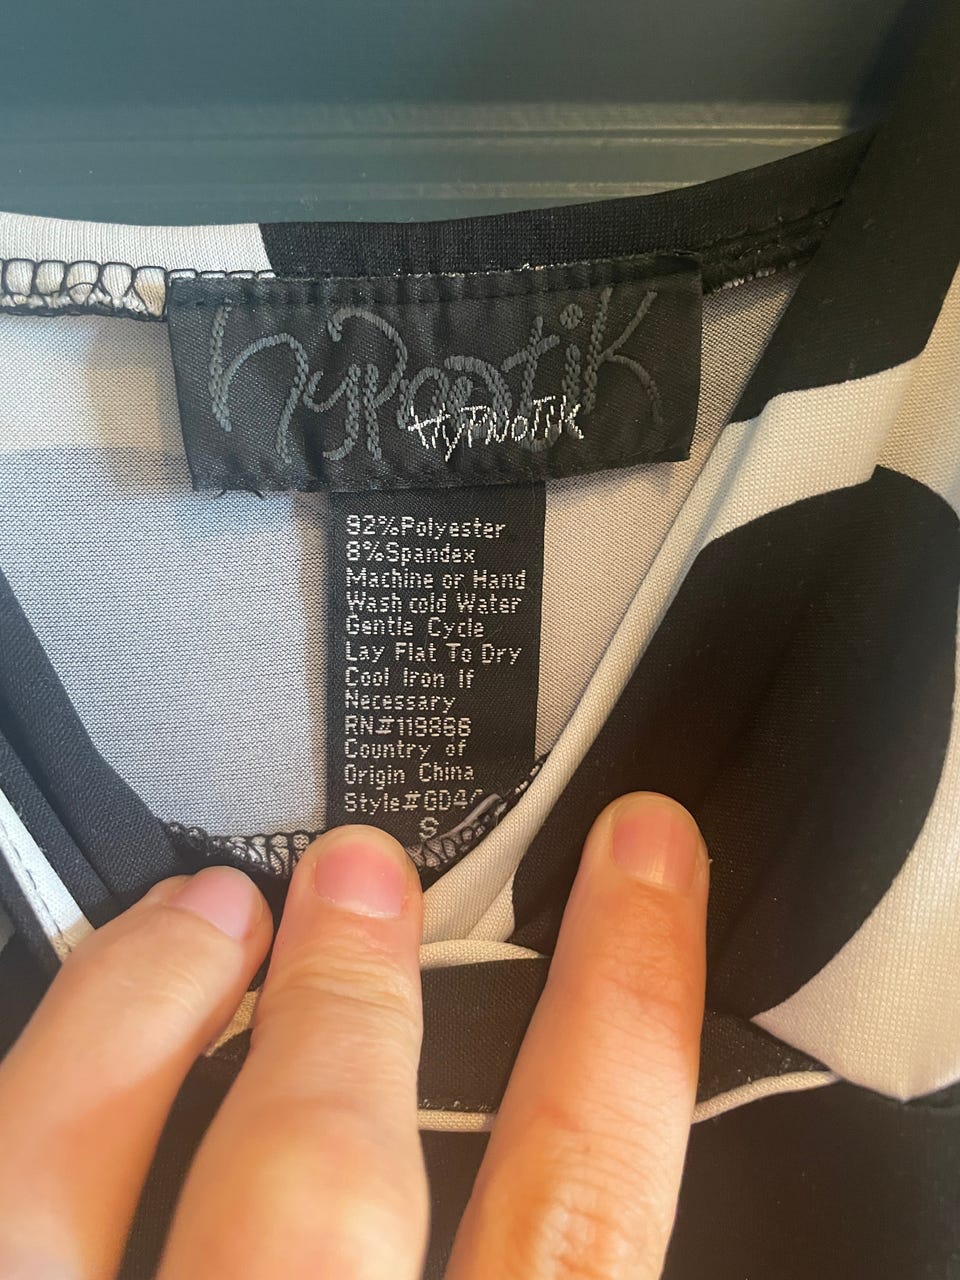 HyPnotiK
HyPNoTiK
92%Polyester
8%Spandex
Machine or Hand
Wash cold Water
Gentle Cycle
Lay Flat To Dry
Cool Iron If
Necessary
RN#119866
Country of
Origin China
S